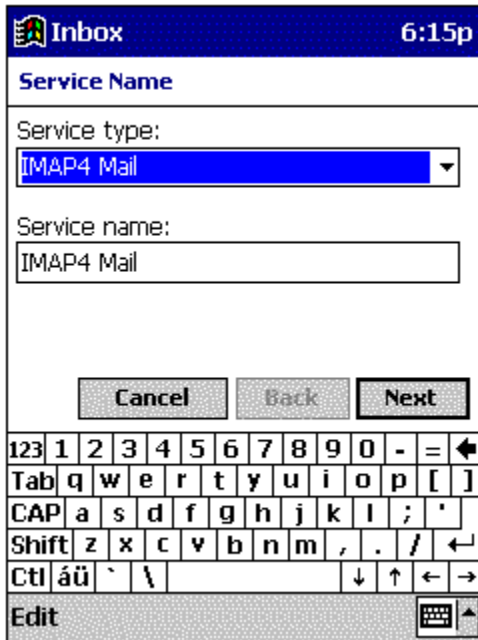 Inbox 6:15p
Service Name
Service type:
IMAP4 Mail
Service name:
IMAP4 Mail
Cancel Back Next
123 1 2 3 4 5 6 7 8 9 0 - = 🡸
Tab q w e r t y u i o p [ ]
CAP a s d f g h j k l ; '
Shift z x c v b n m , . / ↵
Ctl áü ` \ ↓ ↑ ← →
Edit